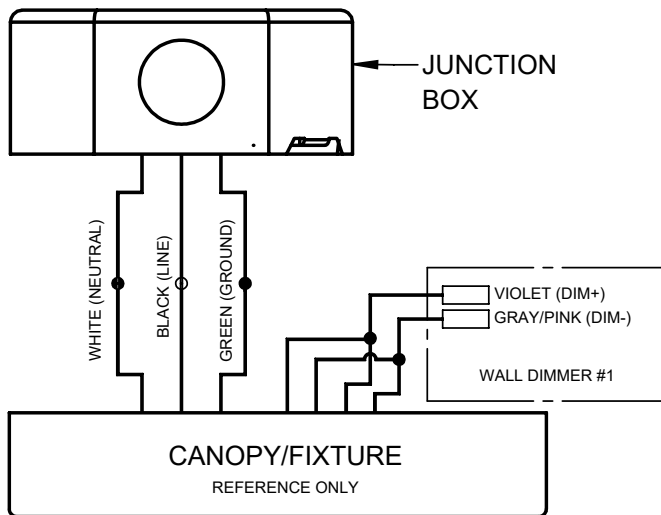 JUNCTION
BOX
WHITE (NEUTRAL)
BLACK (LINE)
GREEN (GROUND)
VIOLET (DIM+)
GRAY/PINK (DIM-)
WALL DIMMER #1
CANOPY/FIXTURE
REFERENCE ONLY